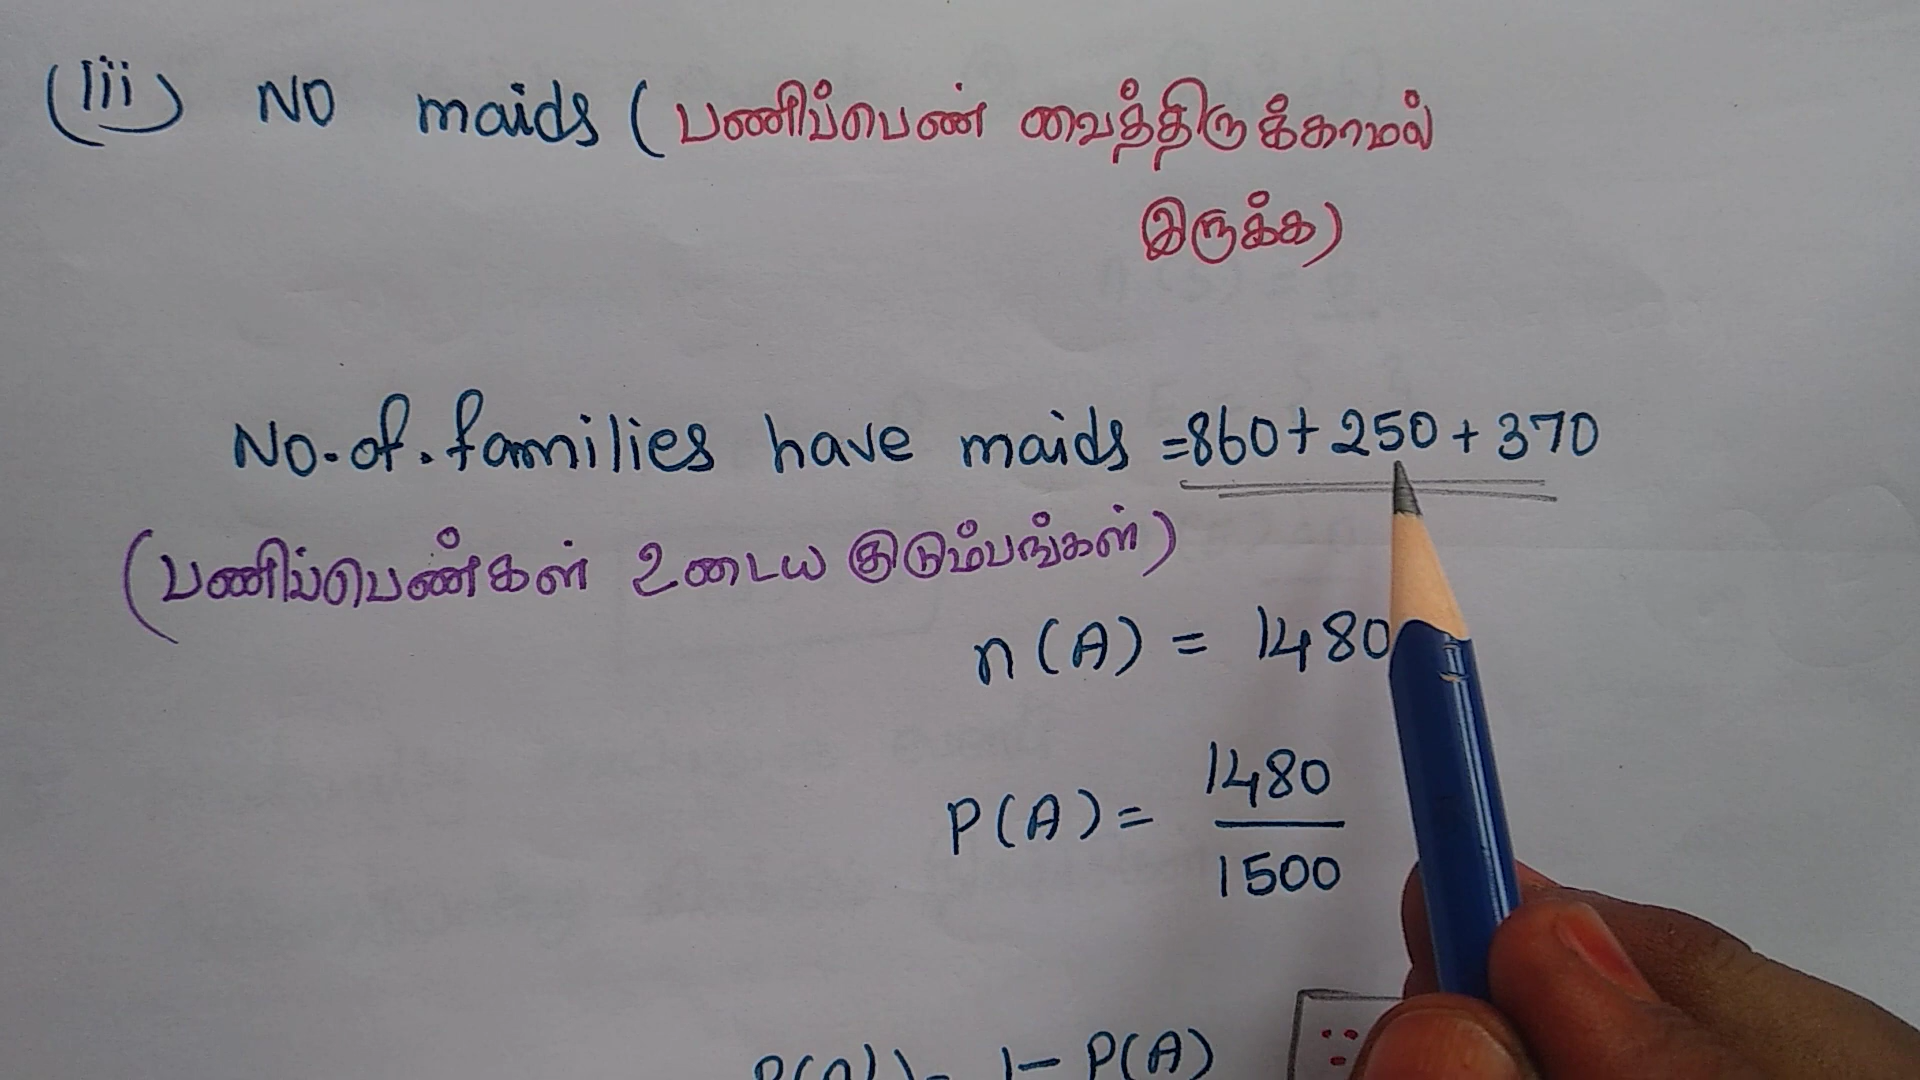 (iii) NO maids (பணிப்பெண் வைத்திருக்காமல்
இருக்க)
No. of. families have maids = 860 + 250 + 370
(பணிப்பெண்கள் உடைய குடும்பங்கள்)
n(A) = 1480
P(A) = 1480
1500
1 - P(A)